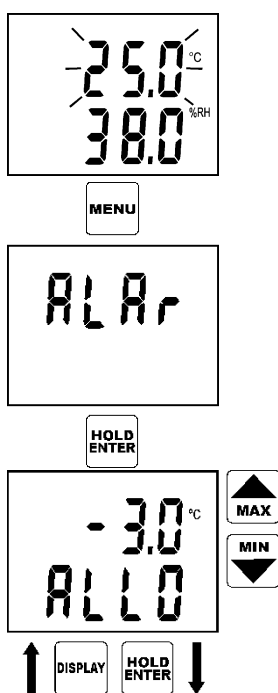 25.0 °C
38.0 %RH
MENU
ALAr
HOLD
ENTER
-3.0 °C
ALLO
MAX
MIN
DISPLAY
HOLD
ENTER